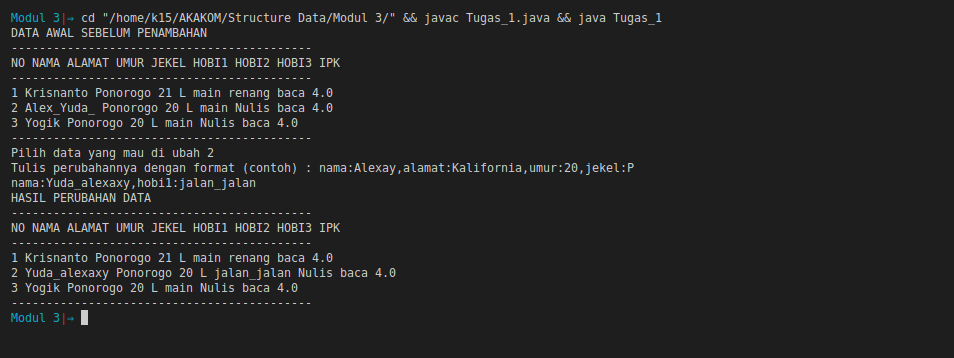 Modul 3|⇒ cd "/home/k15/AKAKOM/Structure Data/Modul 3/" && javac Tugas_1.java && java Tugas_1
DATA AWAL SEBELUM PENAMBAHAN
-------------------------------------------
NO NAMA ALAMAT UMUR JEKEL HOBI1 HOBI2 HOBI3 IPK
-------------------------------------------
1 Krisnanto Ponorogo 21 L main renang baca 4.0
2 Alex_Yuda_ Ponorogo 20 L main Nulis baca 4.0
3 Yogik Ponorogo 20 L main Nulis baca 4.0
-------------------------------------------
Pilih data yang mau di ubah 2
Tulis perubahannya dengan format (contoh) : nama:Alexay,alamat:Kalifornia,umur:20,jekel:P
nama:Yuda_alexaxy,hobi1:jalan_jalan
HASIL PERUBAHAN DATA
-------------------------------------------
NO NAMA ALAMAT UMUR JEKEL HOBI1 HOBI2 HOBI3 IPK
-------------------------------------------
1 Krisnanto Ponorogo 21 L main renang baca 4.0
2 Yuda_alexaxy Ponorogo 20 L jalan_jalan Nulis baca 4.0
3 Yogik Ponorogo 20 L main Nulis baca 4.0
-------------------------------------------
Modul 3|⇒